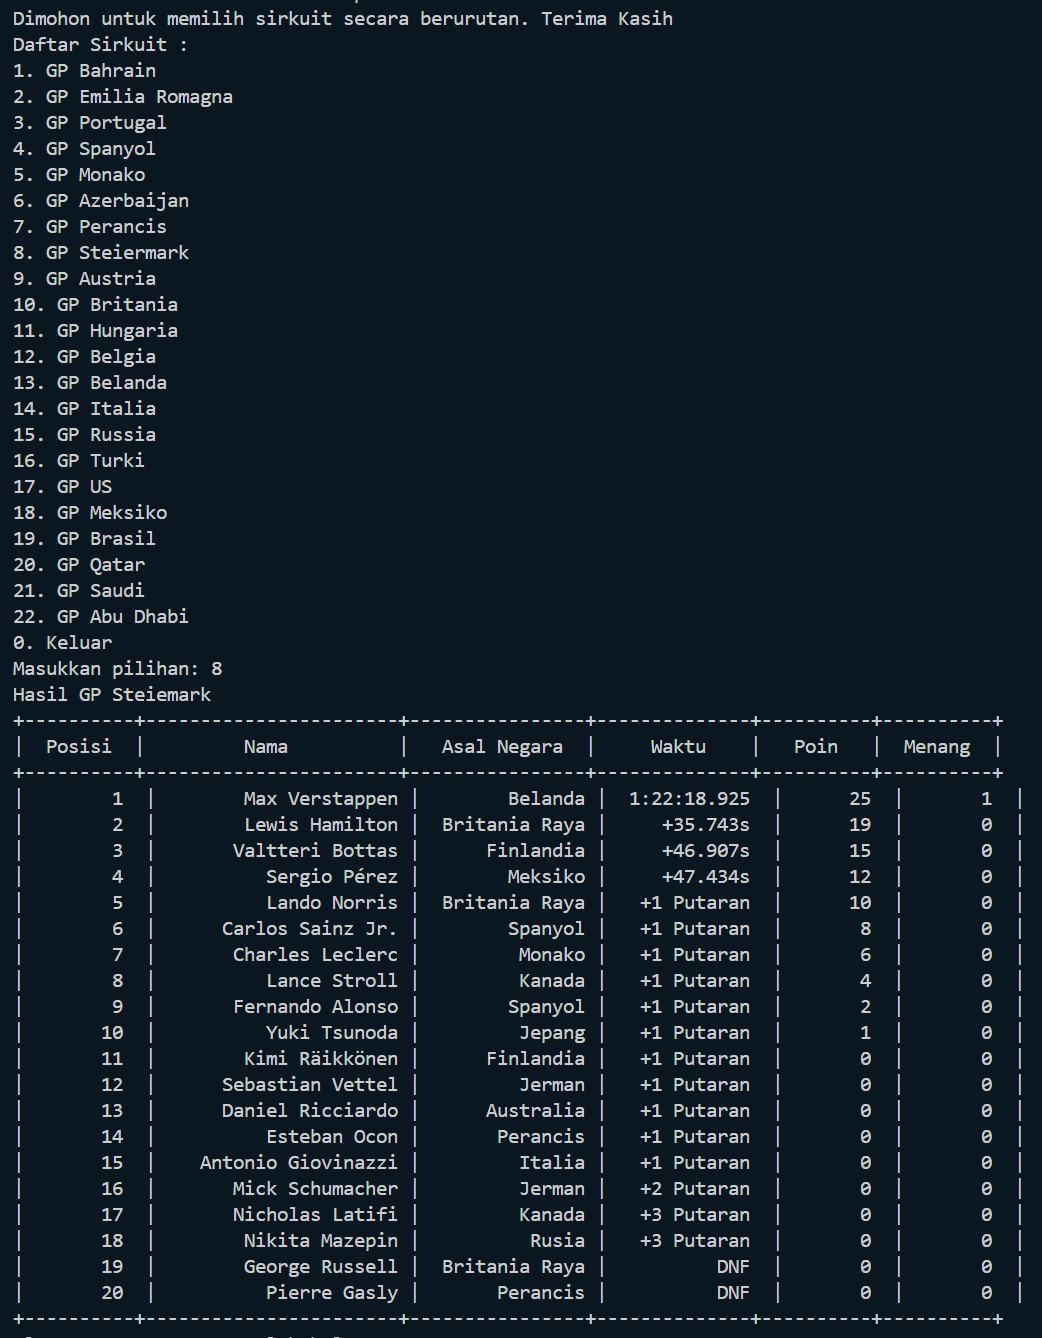 Dimohon untuk memilih sirkuit secara berurutan. Terima Kasih
Daftar Sirkuit :
1. GP Bahrain
2. GP Emilia Romagna
3. GP Portugal
4. GP Spanyol
5. GP Monako
6. GP Azerbaijan
7. GP Perancis
8. GP Steiermark
9. GP Austria
10. GP Britania
11. GP Hungaria
12. GP Belgia
13. GP Belanda
14. GP Italia
15. GP Russia
16. GP Turki
17. GP US
18. GP Meksiko
19. GP Brasil
20. GP Qatar
21. GP Saudi
22. GP Abu Dhabi
0. Keluar
Masukkan pilihan: 8
Hasil GP Steiemark
+----------+-----------------------+----------------+--------------+----------+----------+
|  Posisi  |         Nama          |   Asal Negara  |     Waktu    |   Poin   |  Menang  |
+----------+-----------------------+----------------+--------------+----------+----------+
|        1  |        Max Verstappen |        Belanda |  1:22:18.925  |      25  |       1  |
|        2  |        Lewis Hamilton |  Britania Raya |     +35.743s  |      19  |       0  |
|        3  |       Valtteri Bottas |      Finlandia |     +46.907s  |      15  |       0  |
|        4  |          Sergio Pérez |        Meksiko |     +47.434s  |      12  |       0  |
|        5  |          Lando Norris |  Britania Raya |   +1 Putaran  |      10  |       0  |
|        6  |      Carlos Sainz Jr. |        Spanyol |   +1 Putaran  |       8  |       0  |
|        7  |       Charles Leclerc |         Monako |   +1 Putaran  |       6  |       0  |
|        8  |          Lance Stroll |         Kanada |   +1 Putaran  |       4  |       0  |
|        9  |       Fernando Alonso |        Spanyol |   +1 Putaran  |       2  |       0  |
|       10  |          Yuki Tsunoda |         Jepang |   +1 Putaran  |       1  |       0  |
|       11  |        Kimi Räikkönen |      Finlandia |   +1 Putaran  |       0  |       0  |
|       12  |      Sebastian Vettel |         Jerman |   +1 Putaran  |       0  |       0  |
|       13  |      Daniel Ricciardo |      Australia |   +1 Putaran  |       0  |       0  |
|       14  |          Esteban Ocon |       Perancis |   +1 Putaran  |       0  |       0  |
|       15  |    Antonio Giovinazzi |         Italia |   +1 Putaran  |       0  |       0  |
|       16  |       Mick Schumacher |         Jerman |   +2 Putaran  |       0  |       0  |
|       17  |       Nicholas Latifi |         Kanada |   +3 Putaran  |       0  |       0  |
|       18  |        Nikita Mazepin |          Rusia |   +3 Putaran  |       0  |       0  |
|       19  |        George Russell |  Britania Raya |          DNF  |       0  |       0  |
|       20  |          Pierre Gasly |       Perancis |          DNF  |       0  |       0  |
+----------+-----------------------+----------------+--------------+----------+----------+